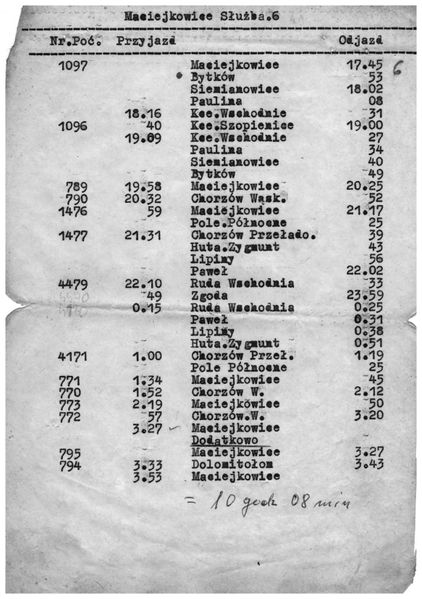 Maciejkowice Służba.6
Nr.Poć. Przyjazd Odjazd
1097 Maciejkowice 17.45 6
Bytków 53
Siemianowice 18.02
Paulina 08
18.16 Kce.Wschodnie 31
1096 40 Kce.Szopienice 19.00
19.09 Kce.Wschodnie 27
Paulina 34
Siemianowice 40
Bytków 49
789 19.58 Maciejkowice 20.25
790 20.32 Chorzów Wąsk. 52
1476 59 Maciejkowice 21.17
Pole.Północne 25
1477 21.31 Chorzów Przełado. 39
Huta.Zygmunt 43
Lipiny 56
Paweł 22.02
4479 22.10 Ruda Wschodnia 33
49 Zgoda 23.59
0.15 Ruda Wschodnia 0.25
Paweł 0.31
Lipiny 0.38
Huta.Zygmunt 0.51
4171 1.00 Chorzów Przeł. 1.19
Pole Północne 25
771 1.34 Maciejkowice 45
770 1.52 Chorzów W. 2.12
773 2.19 Maciejkowice 50
772 57 Chorzów.W. 3.20
3.27 Maciejkowice
Dodatkowo
795 Maciejkowice 3.27
794 3.33 Dolomitołom 3.43
3.53 Maciejkowice
= 10 godz 08 min